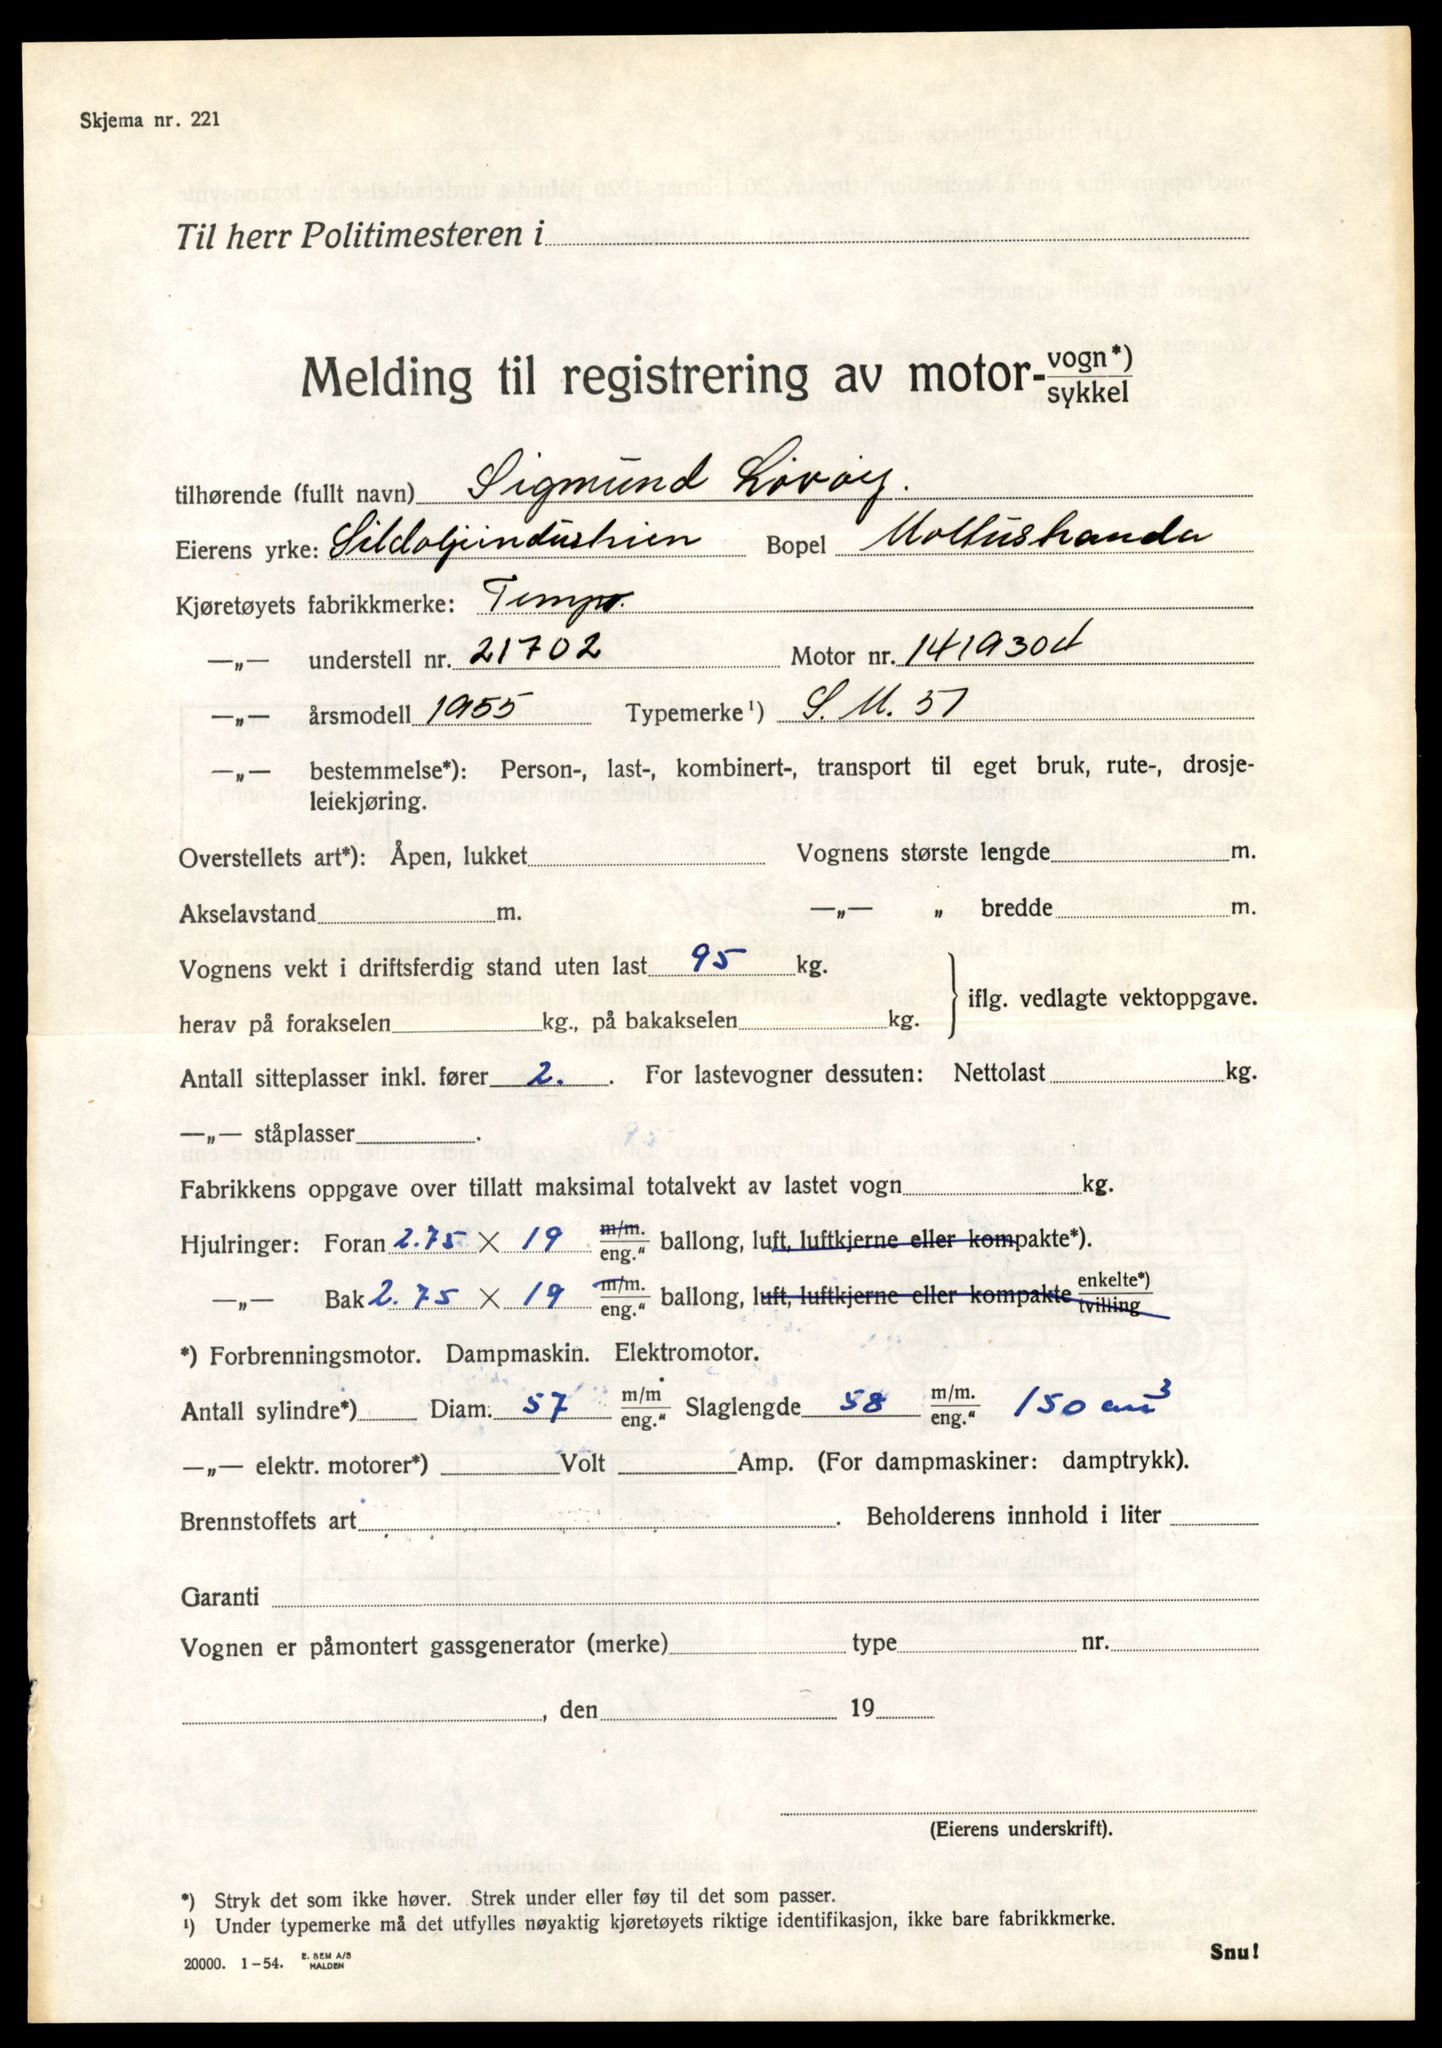 Skjema nr. 221
Til herr Politimesteren i
Melding til registrering av motor-vogn*)
sykkel
tilhørende (fullt navn) Sigmund Lövöy.
Eierens yrke: Sildoljeindustrien Bopel Moltustranda
Kjøretøyets fabrikkmerke: Tempo.
—„— understell nr. 21702 Motor nr. 1419304
—„— årsmodell 1955 Typemerke¹) S. M. 51
—„— bestemmelse*): Person-, last-, kombinert-, transport til eget bruk, rute-, drosje-
leiekjøring.
Overstellets art*): Åpen, lukket Vognens største lengde m.
Akselavstand m. —„— „ bredde m.
Vognens vekt i driftsferdig stand uten last 95 kg.
herav på forakselen kg., på bakakselen kg. } iflg. vedlagte vektoppgave.
Antall sitteplasser inkl. fører 2. . For lastevogner dessuten: Nettolast kg.
—„— ståplasser .
Fabrikkens oppgave over tillatt maksimal totalvekt av lastet vogn kg.
Hjulringer: Foran 2.75 × 19 m/m. eng.“ ballong, luft, luftkjerne eller kompakte*).
—„— Bak 2.75 × 19 m/m. eng.“ ballong, luft, luftkjerne eller kompakte enkelte*) tvilling
*) Forbrenningsmotor. Dampmaskin. Elektromotor.
Antall sylindre*) Diam. 57 m/m eng.“ Slaglengde 58 m/m. eng.“ 150 cm³
—„— elektr. motorer*) Volt Amp. (For dampmaskiner: damptrykk).
Brennstoffets art . Beholderens innhold i liter
Garanti
Vognen er påmontert gassgenerator (merke) type nr.
, den 19
(Eierens underskrift).
*) Stryk det som ikke høver. Strek under eller føy til det som passer.
¹) Under typemerke må det utfylles nøyaktig kjøretøyets riktige identifikasjon, ikke bare fabrikkmerke.
20000. 1-54. E. SEM A/S HALDEN
Snu!